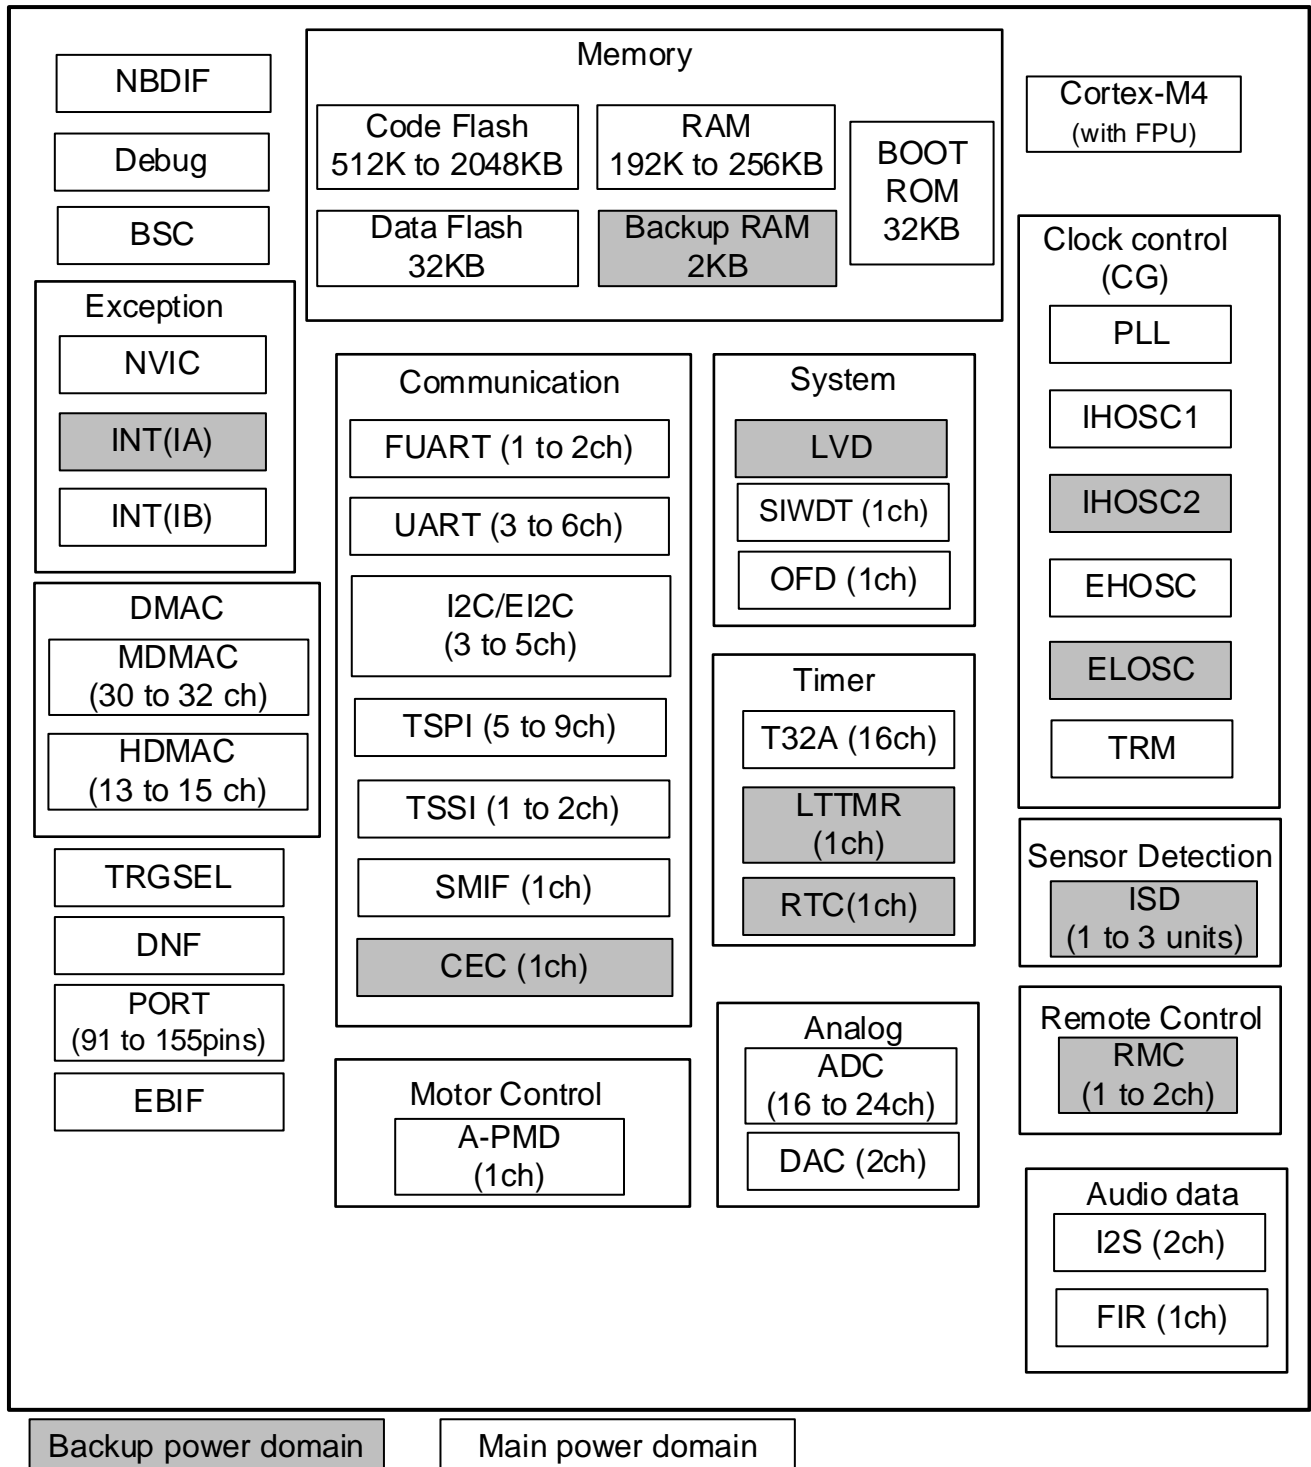 NBDIF
Debug
BSC
Exception
NVIC
INT(IA)
INT(IB)
DMAC
MDMAC
(30 to 32 ch)
HDMAC
(13 to 15 ch)
TRGSEL
DNF
PORT
(91 to 155pins)
EBIF
Memory
Code Flash
512K to 2048KB
RAM
192K to 256KB
Data Flash
32KB
Backup RAM
2KB
BOOT
ROM
32KB
Communication
FUART (1 to 2ch)
UART (3 to 6ch)
I2C/EI2C
(3 to 5ch)
TSPI (5 to 9ch)
TSSI (1 to 2ch)
SMIF (1ch)
CEC (1ch)
Motor Control
A-PMD
(1ch)
System
LVD
SIWDT (1ch)
OFD (1ch)
Timer
T32A (16ch)
LTTMR
(1ch)
RTC(1ch)
Analog
ADC
(16 to 24ch)
DAC (2ch)
Cortex-M4
(with FPU)
Clock control
(CG)
PLL
IHOSC1
IHOSC2
EHOSC
ELOSC
TRM
Sensor Detection
ISD
(1 to 3 units)
Remote Control
RMC
(1 to 2ch)
Audio data
I2S (2ch)
FIR (1ch)
Backup power domain
Main power domain